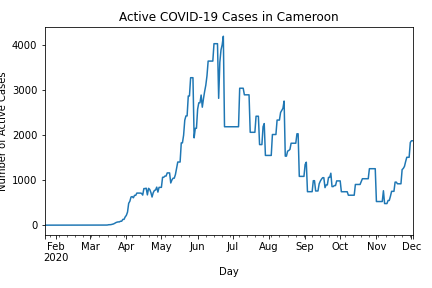 Active COVID-19 Cases in Cameroon
Number of Active Cases
4000
3000
2000
1000
0
Feb Mar Apr May Jun Jul Aug Sep Oct Nov Dec
2020
Day